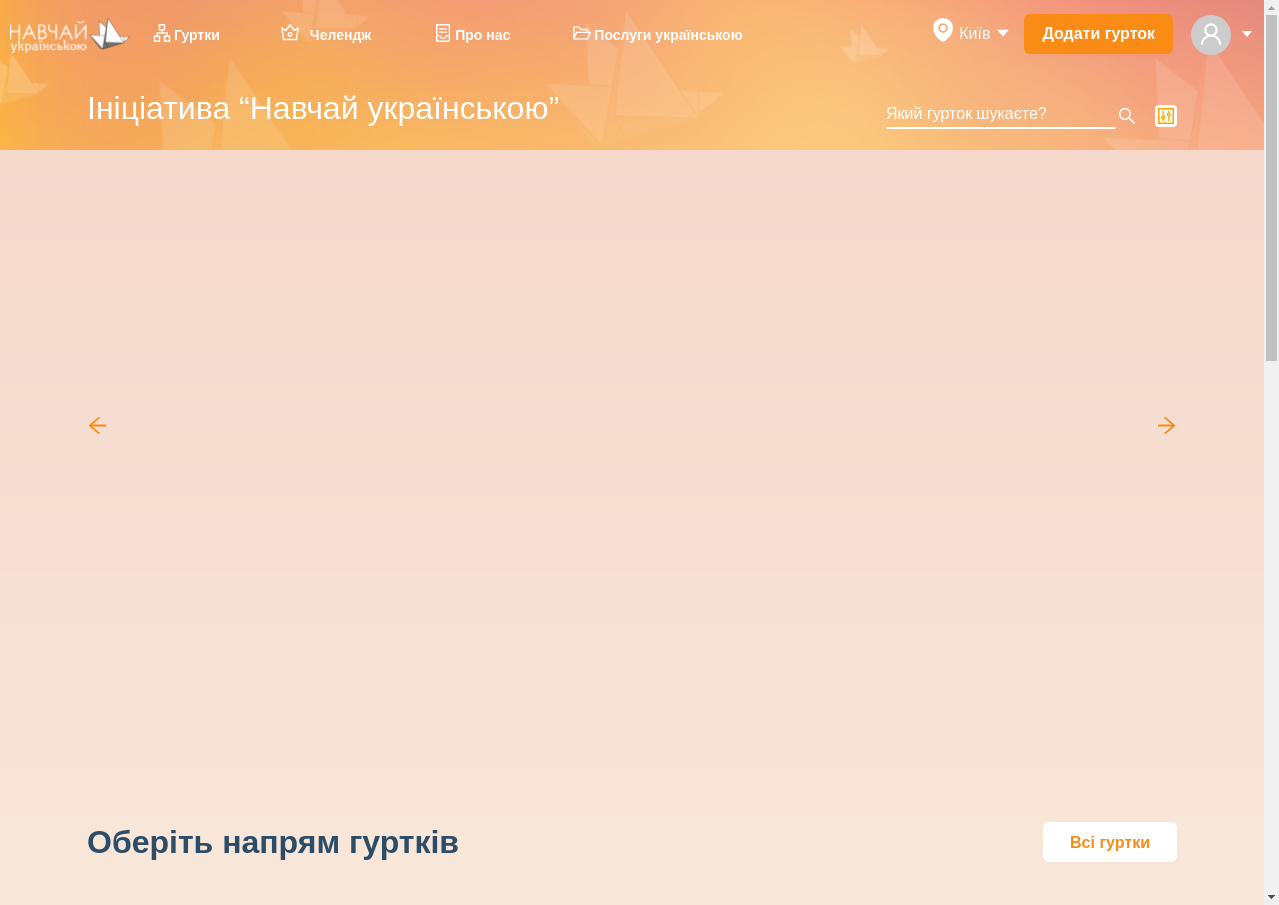 НАВЧАЙ
українською
Гуртки
Челендж
Про нас
Послуги українською
Київ
Додати гурток
Ініціатива “Навчай українською”
Який гурток шукаєте?
Оберіть напрям гуртків
Всі гуртки